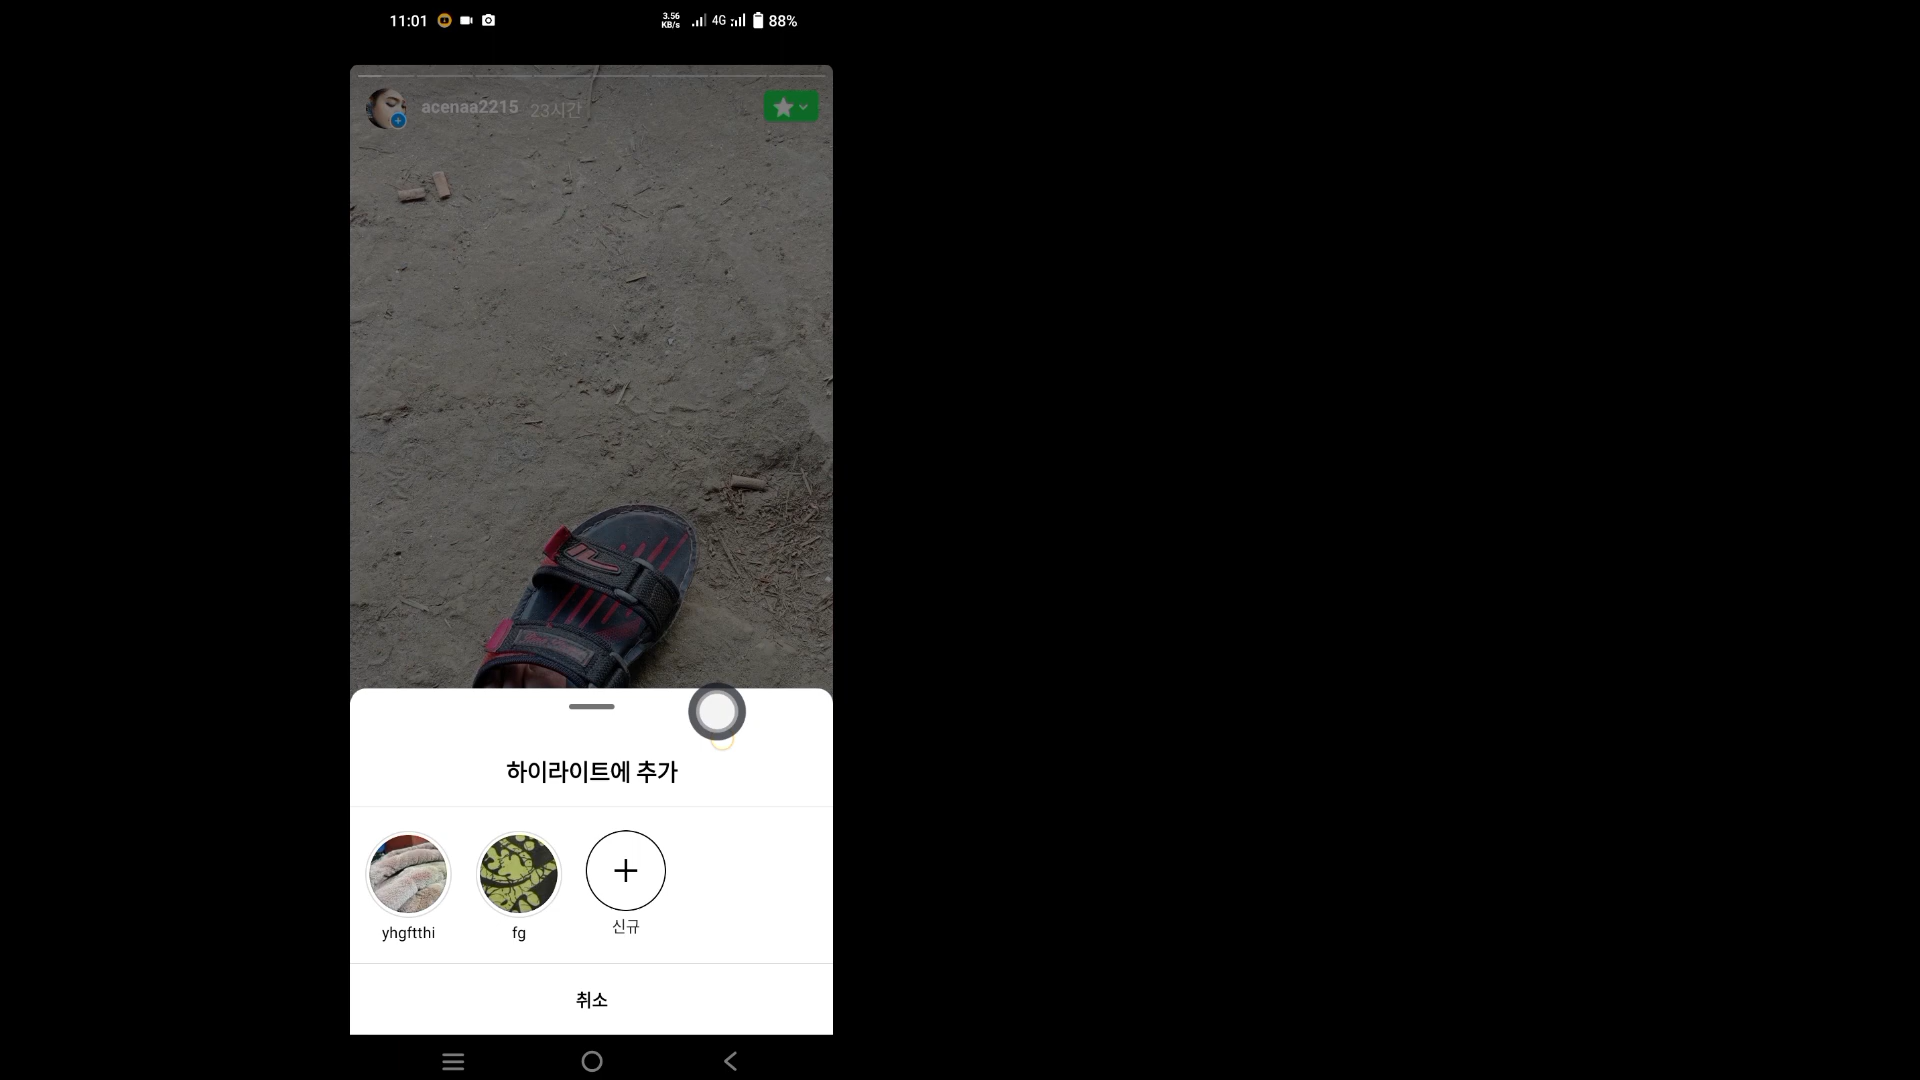 11:01
3.56
KB/s
4G
88%
acenaa2215 23시간
하이라이트에 추가
yhgftthi
fg
신규
취소